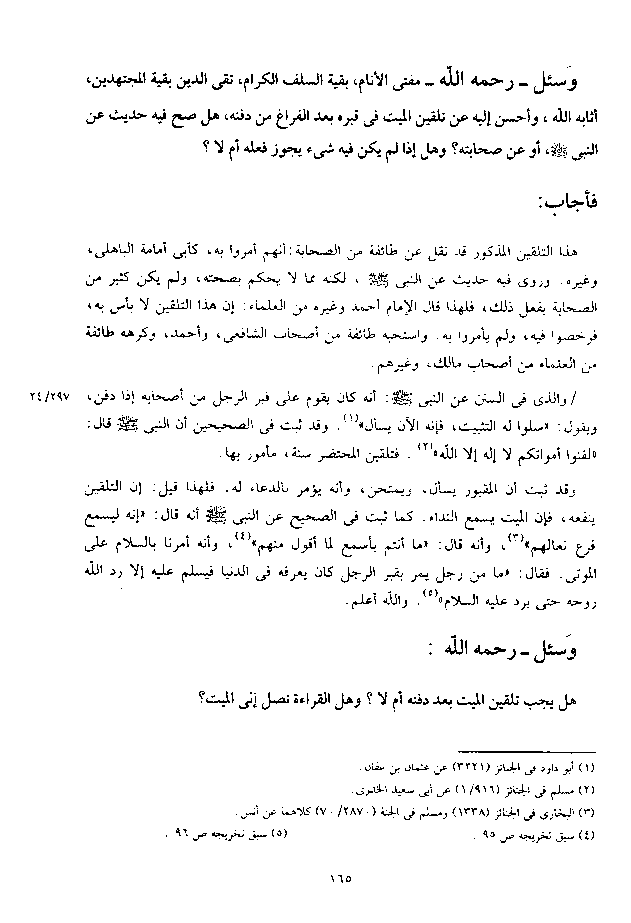 وَسئل ـ رحمه الله ـ مفتى الأنام، بقية السلف الكرام، تقى الدين بقية المجتهدين،
أثابه الله ، وأحسن إليه عن تلقين الميت فى قبره بعد الفراغ من دفنه، هل صح فيه حديث عن
النبى ﷺ، أو عن صحابته؟ وهل إذا لم يكن فيه شىء يجوز فعله أم لا ؟
فأجاب:
هذا التلقين المذكور قد نقل عن طائفة من الصحابة: أنهم أمروا به، كأبى أمامة الباهلى،
وغيره. وروى فيه حديث عن النبى ﷺ ، لكنه مما لا يحكم بصحته، ولم يكن كثير من
الصحابة يفعل ذلك، فلهذا قال الإمام أحمد وغيره من العلماء: إن هذا التلقين لا بأس به،
فرخصوا فيه، ولم يأمروا به. واستحبه طائفة من أصحاب الشافعى، وأحمد، وكرهه طائفة
من العلماء من أصحاب مالك، وغيرهم.
/ والذى فى السنن عن النبى ﷺ: أنه كان يقوم على قبر الرجل من أصحابه إذا دفن، ٢٤/٢٩٧
ويقول: «سلوا له التثبيت، فإنه الآن يسأل»(١). وقد ثبت فى الصحيحين أن النبى ﷺ قال:
«لقنوا أمواتكم لا إله إلا الله»(٢). فتلقين المحتضر سنة، مأمور بها.
وقد ثبت أن المقبور يسأل، ويمتحن، وأنه يؤمر بالدعاء له. فلهذا قيل: إن التلقين
ينفعه، فإن الميت يسمع النداء. كما ثبت فى الصحيح عن النبى ﷺ أنه قال: «إنه ليسمع
قرع نعالهم»(٣)، وأنه قال: «ما أنتم بأسمع لما أقول منهم»(٤)، وأنه أمرنا بالسلام على
الموتى. فقال: «ما من رجل يمر بقبر الرجل كان يعرفه فى الدنيا فيسلم عليه إلا رد الله
روحه حتى يرد عليه السلام»(٥). والله أعلم.
وَسئل ـ رحمه الله :
هل يجب تلقين الميت بعد دفنه أم لا ؟ وهل القراءة تصل إلى الميت؟
(١) أبو داود فى الجنائز (٣٢٢١) عن عثمان بن عفان.
(٢) مسلم فى الجنائز (١/٩١٦) عن أبى سعيد الخدرى.
(٣) البخارى فى الجنائز (١٣٣٨) ومسلم فى الجنة (٧٠/٢٨٧٠) كلاهما عن أنس.
(٤) سبق تخريجه ص ٩٥ . (٥) سبق تخريجه ص ٩٦ .
١٦٥